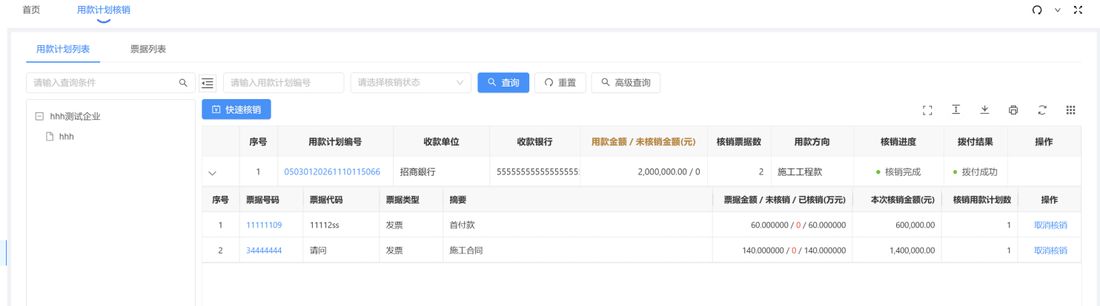 首页 用款计划核销
用款计划列表 票据列表
请输入查询条件 请输入用款计划编号 请选择核销状态 查询 重置 高级查询
hhh测试企业 快速核销
hhh
序号 用款计划编号 收款单位 收款银行 用款金额 / 未核销金额(元) 核销票据数 用款方向 核销进度 拨付结果 操作
1 05030120261110115066 招商銀行 55555555555555555 2,000,000.00 / 0 2 施工工程款 核销完成 拨付成功
序号 票据号码 票据代码 票据类型 摘要 票据金额 / 未核销 / 已核销(万元) 本次核销金额(元) 核销用款计划数 操作
1 11111109 11112ss 发票 首付款 60.000000 / 0 / 60.000000 600,000.00 1 取消核销
2 34444444 请问 发票 施工合同 140.000000 / 0 / 140.000000 1,400,000.00 1 取消核销